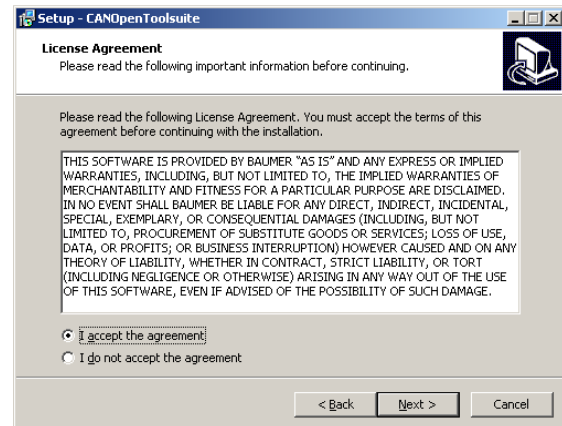 Setup - CANOpenToolsuite
License Agreement
Please read the following important information before continuing.
Please read the following License Agreement. You must accept the terms of this
agreement before continuing with the installation.
THIS SOFTWARE IS PROVIDED BY BAUMER "AS IS" AND ANY EXPRESS OR IMPLIED
WARRANTIES, INCLUDING, BUT NOT LIMITED TO, THE IMPLIED WARRANTIES OF
MERCHANTABILITY AND FITNESS FOR A PARTICULAR PURPOSE ARE DISCLAIMED.
IN NO EVENT SHALL BAUMER BE LIABLE FOR ANY DIRECT, INDIRECT, INCIDENTAL,
SPECIAL, EXEMPLARY, OR CONSEQUENTIAL DAMAGES (INCLUDING, BUT NOT
LIMITED TO, PROCUREMENT OF SUBSTITUTE GOODS OR SERVICES; LOSS OF USE,
DATA, OR PROFITS; OR BUSINESS INTERRUPTION) HOWEVER CAUSED AND ON ANY
THEORY OF LIABILITY, WHETHER IN CONTRACT, STRICT LIABILITY, OR TORT
(INCLUDING NEGLIGENCE OR OTHERWISE) ARISING IN ANY WAY OUT OF THE USE
OF THIS SOFTWARE, EVEN IF ADVISED OF THE POSSIBILITY OF SUCH DAMAGE.
I accept the agreement
I do not accept the agreement
< Back Next > Cancel